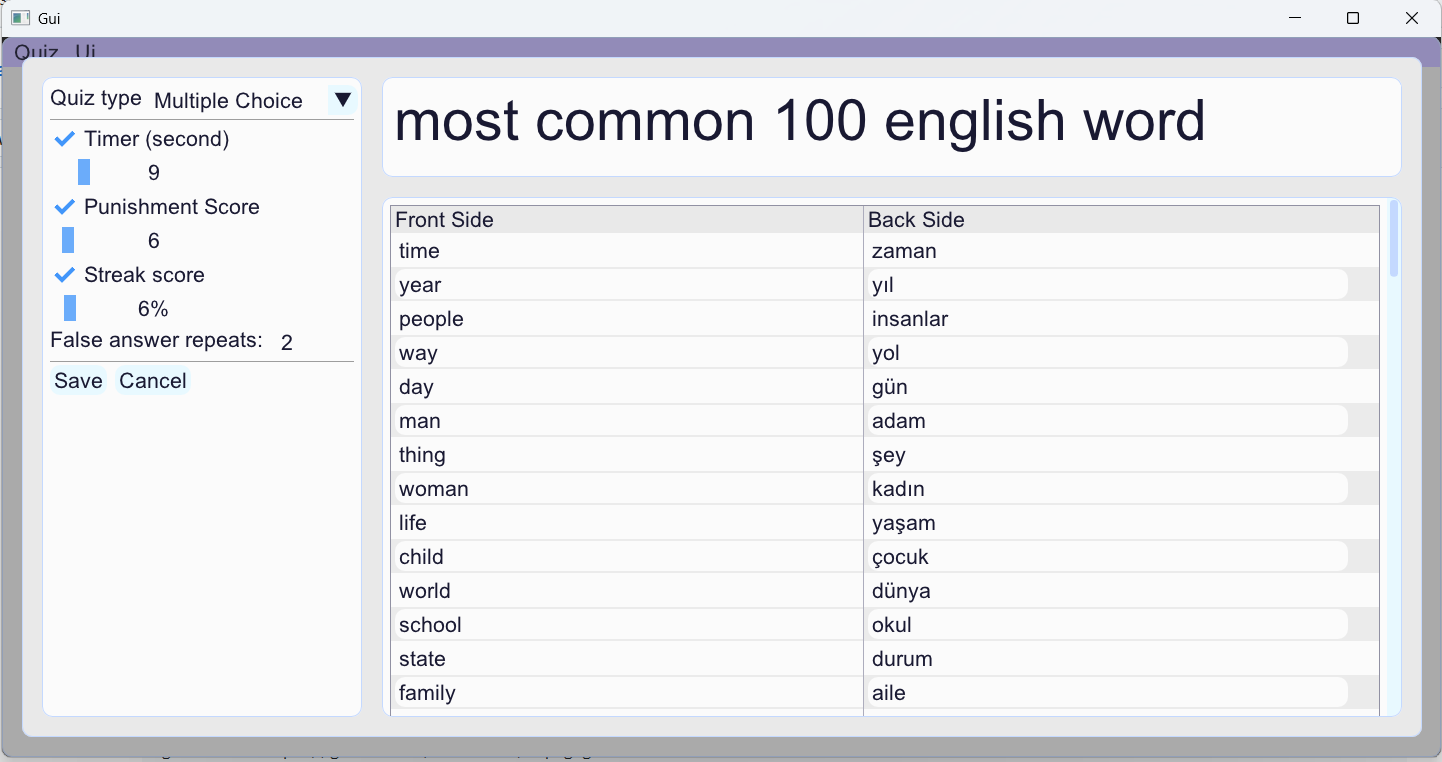 Gui
Quiz Ui
Quiz type Multiple Choice
Timer (second)
9
Punishment Score
6
Streak score
6%
False answer repeats: 2
Save Cancel
most common 100 english word
Front Side Back Side
time zaman
year yıl
people insanlar
way yol
day gün
man adam
thing şey
woman kadın
life yaşam
child çocuk
world dünya
school okul
state durum
family aile